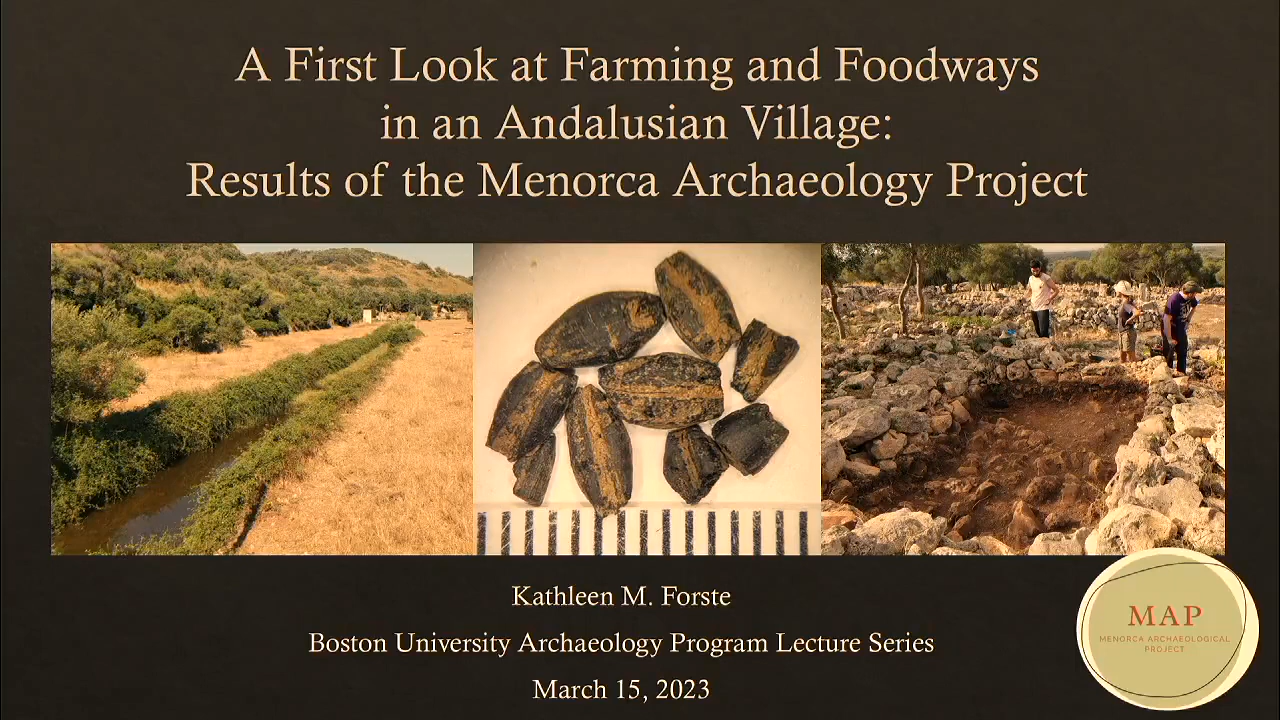 A First Look at Farming and Foodways
in an Andalusian Village:
Results of the Menorca Archaeology Project
Kathleen M. Forste
Boston University Archaeology Program Lecture Series
March 15, 2023
MAP
MENORCA ARCHAEOLOGICAL
PROJECT